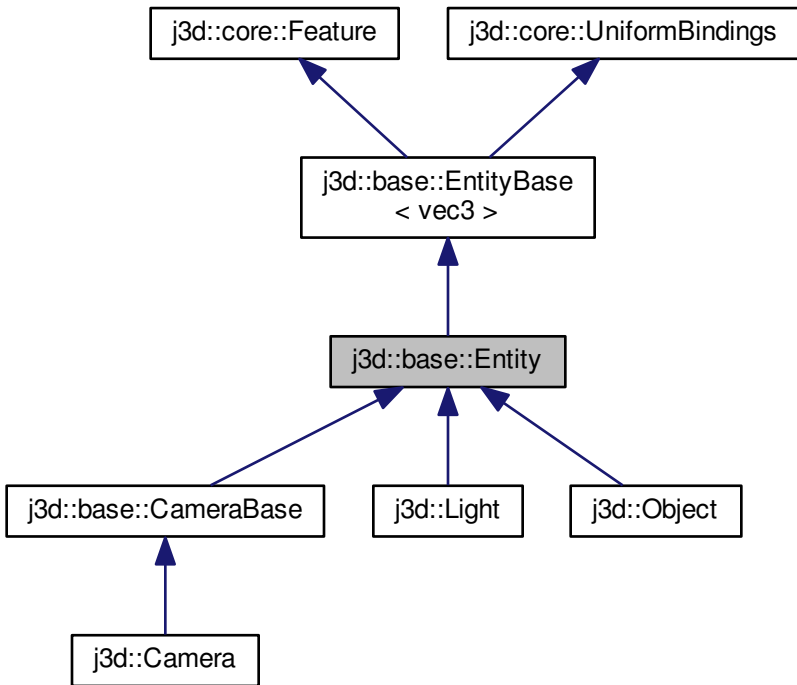 j3d::core::Feature
j3d::core::UniformBindings
j3d::base::EntityBase
< vec3 >
j3d::base::Entity
j3d::base::CameraBase
j3d::Light
j3d::Object
j3d::Camera